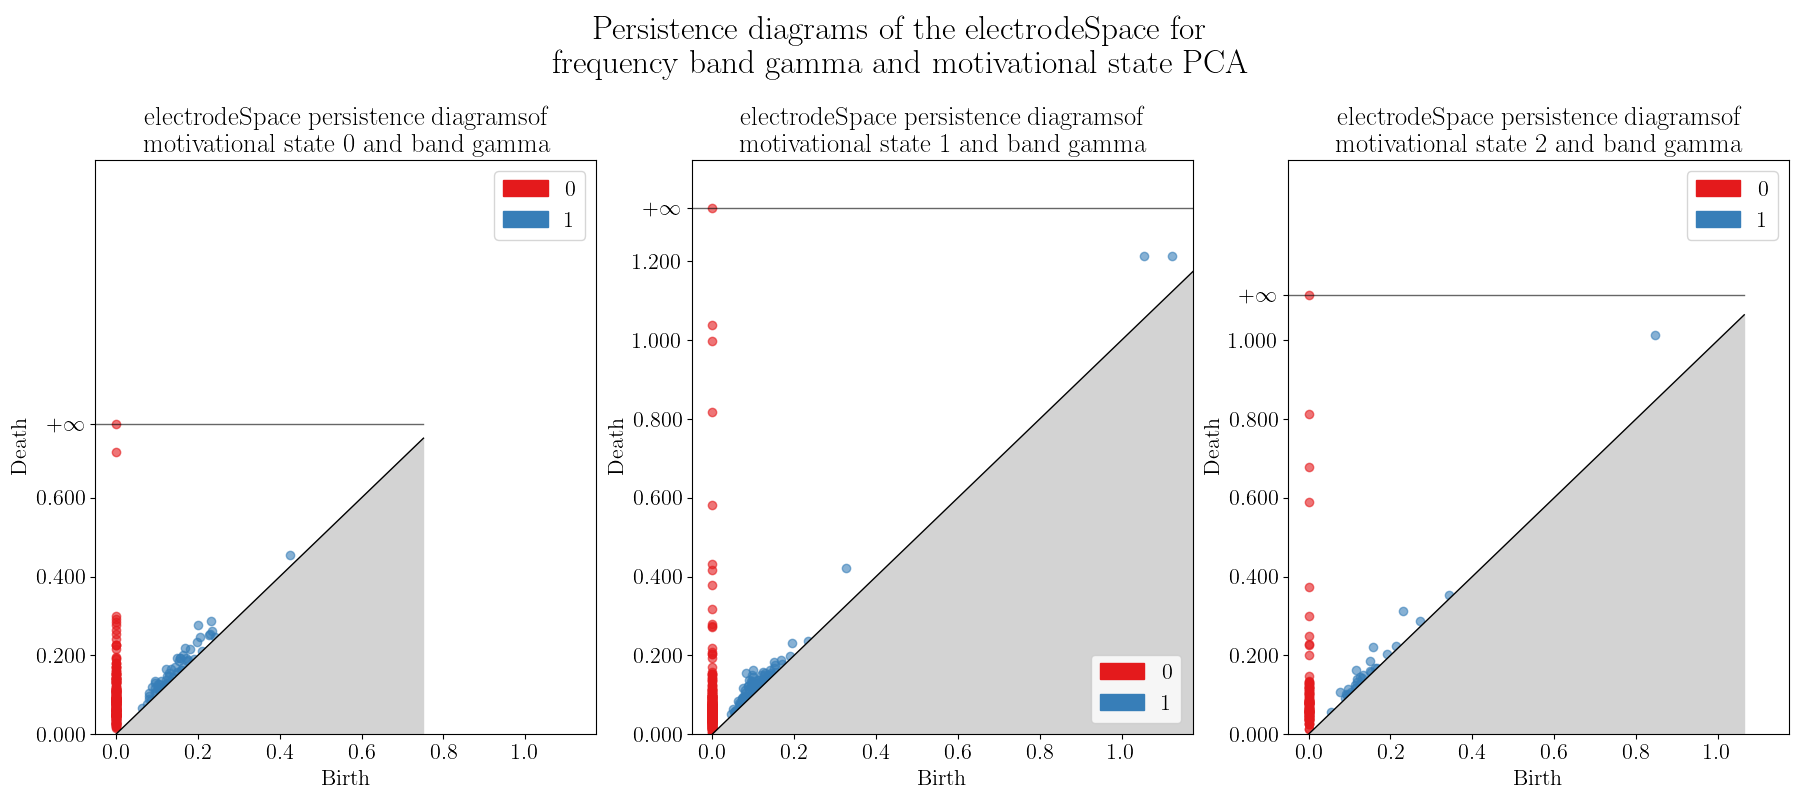 Persistence diagrams of the electrodeSpace for
frequency band gamma and motivational state PCA
electrodeSpace persistence diagramsof
motivational state 0 and band gamma
0
1
+∞
0.600
0.400
0.200
0.000
Death
0.0 0.2 0.4 0.6 0.8 1.0
Birth
electrodeSpace persistence diagramsof
motivational state 1 and band gamma
+∞
1.200
1.000
0.800
0.600
0.400
0.200
0.000
Death
0
1
0.0 0.2 0.4 0.6 0.8 1.0
Birth
electrodeSpace persistence diagramsof
motivational state 2 and band gamma
0
1
+∞
1.000
0.800
0.600
0.400
0.200
0.000
Death
0.0 0.2 0.4 0.6 0.8 1.0
Birth